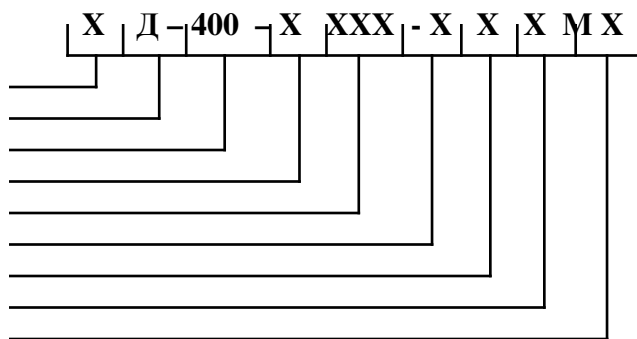 Х Д – 400 – Х ХХХ - Х Х Х М Х